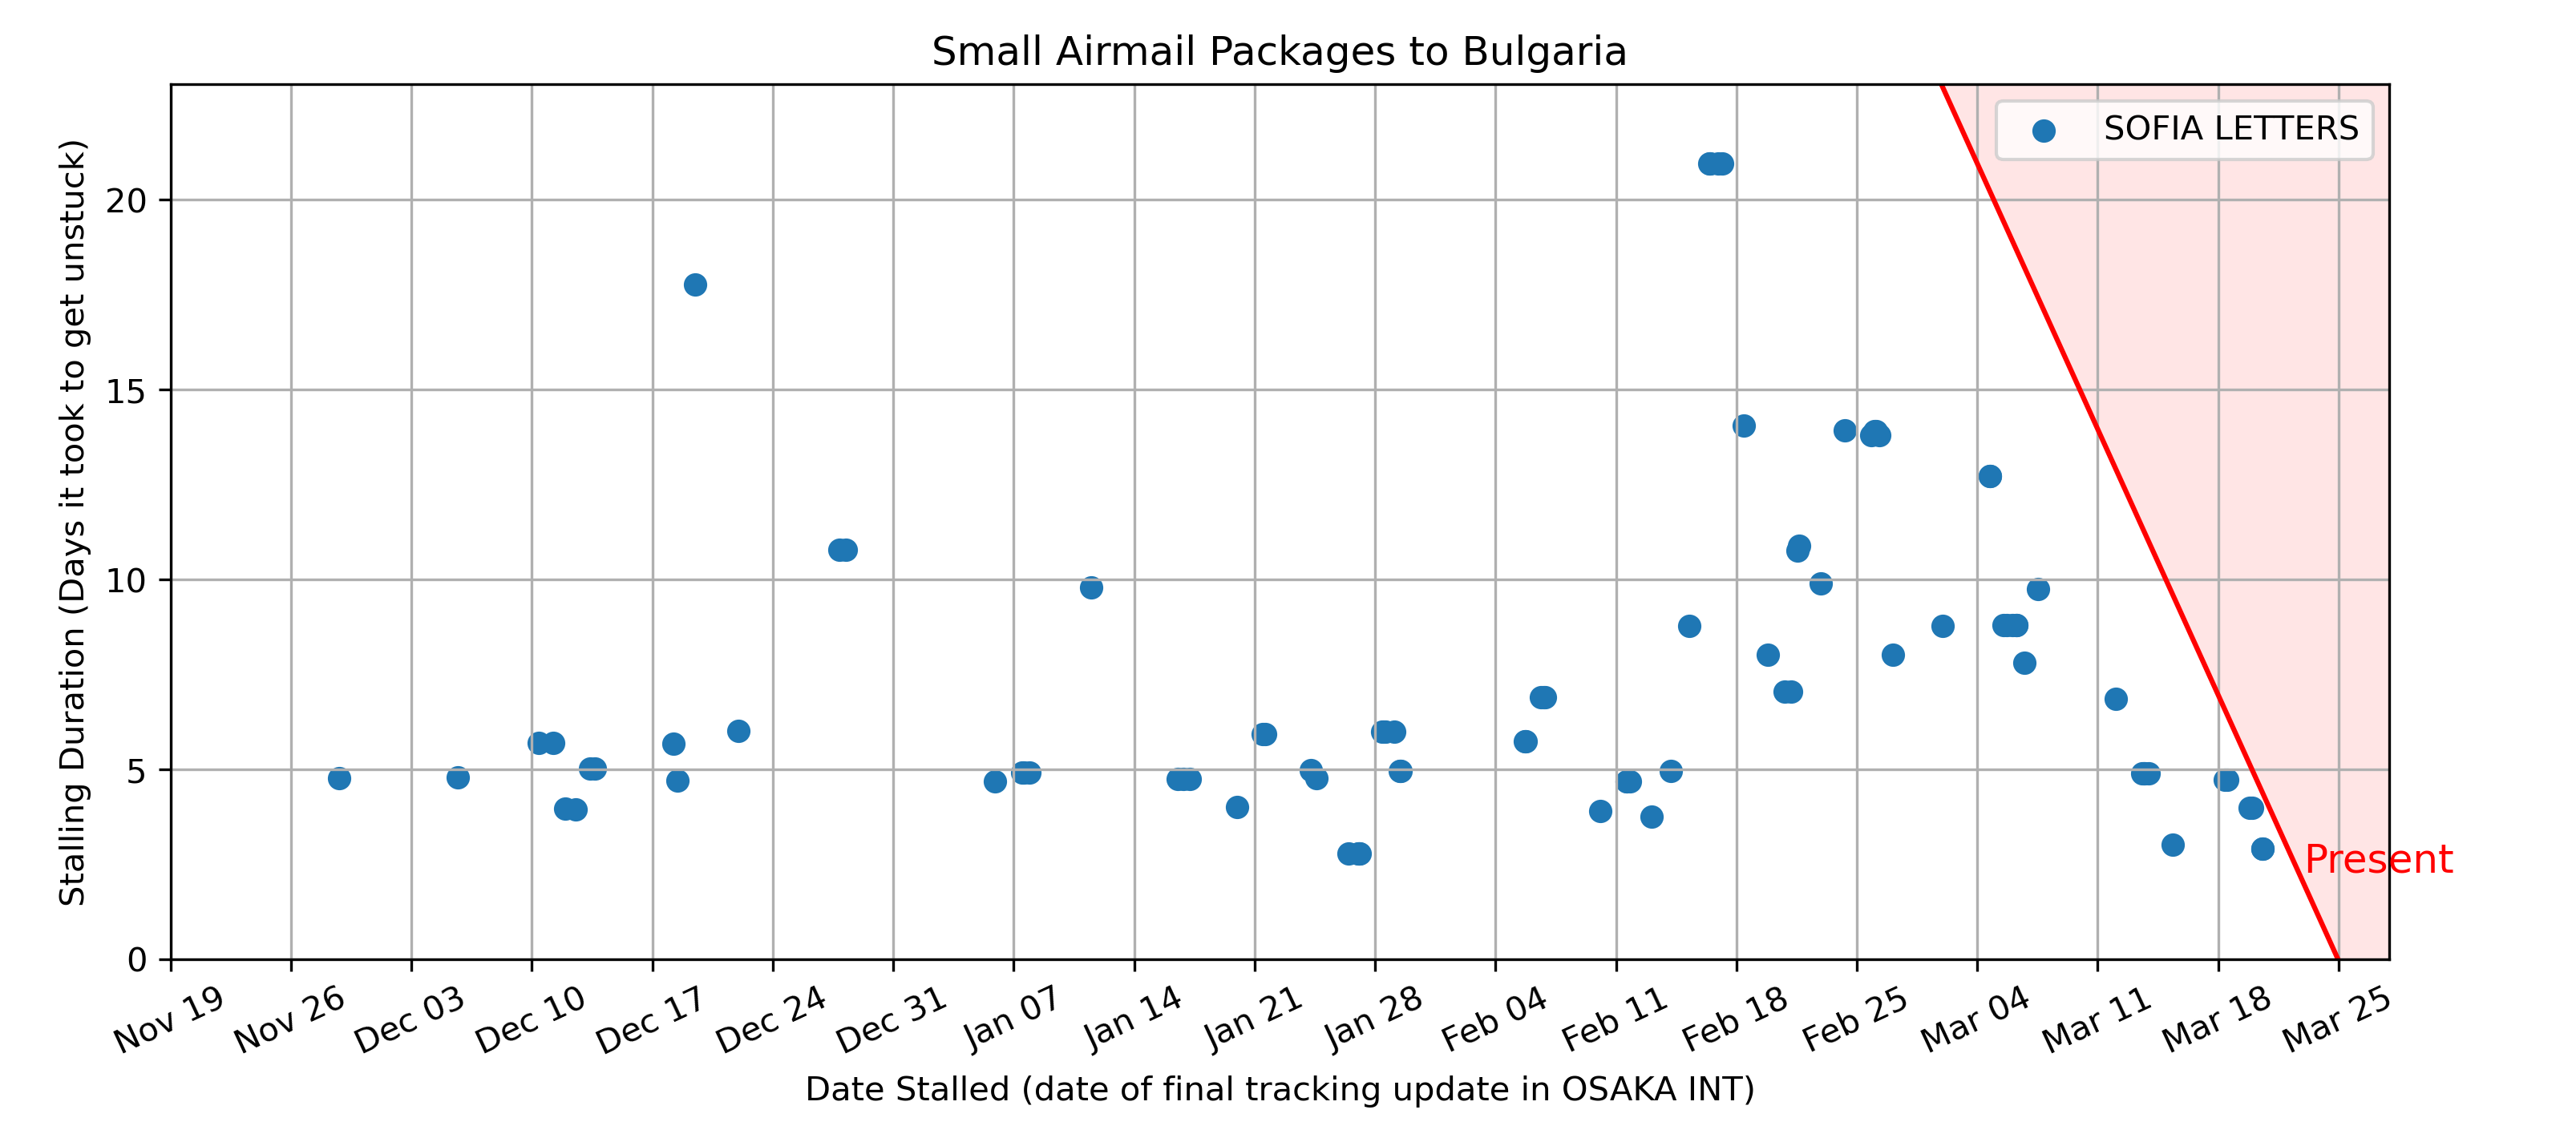 Small Airmail Packages to Bulgaria
SOFIA LETTERS
Stalling Duration (Days it took to get unstuck)
20
15
10
5
0
Present
Nov 19
Nov 26
Dec 03
Dec 10
Dec 17
Dec 24
Dec 31
Jan 07
Jan 14
Jan 21
Jan 28
Feb 04
Feb 11
Feb 18
Feb 25
Mar 04
Mar 11
Mar 18
Mar 25
Date Stalled (date of final tracking update in OSAKA INT)